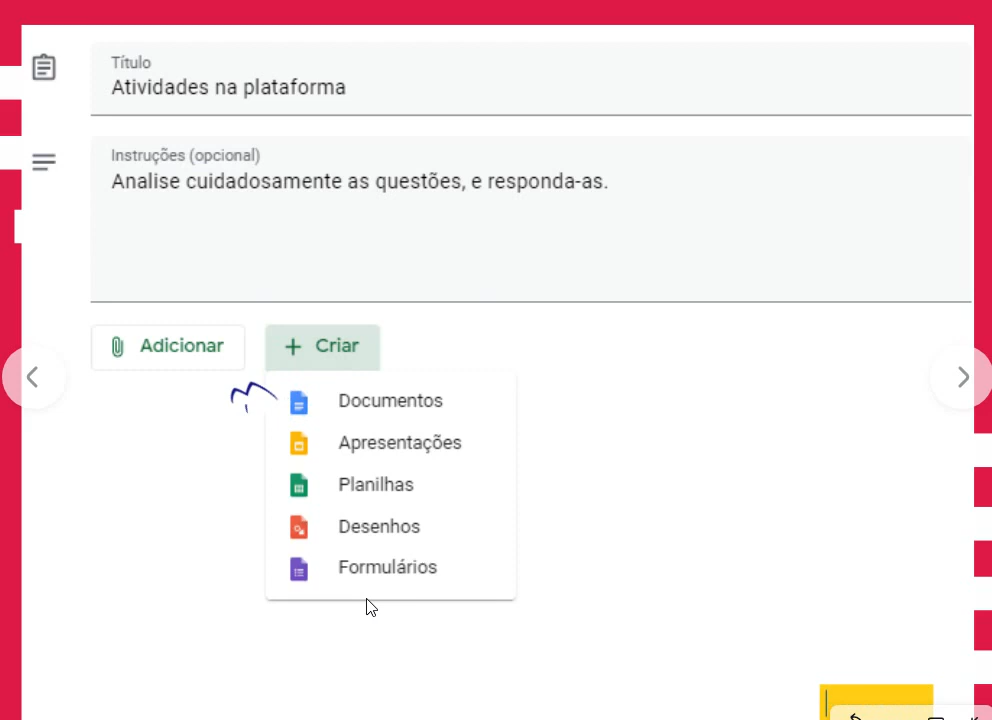 Título
Atividades na plataforma
Instruções (opcional)
Analise cuidadosamente as questões, e responda-as.
Adicionar
Criar
Documentos
Apresentações
Planilhas
Desenhos
Formulários